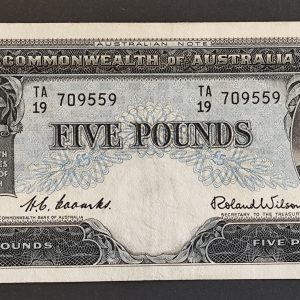 AUSTRALIAN NOTE
COMMONWEALTH OF AUSTRALIA
TA
19 709559
TA
19 709559
FIVE POUNDS
H.C. Coombs.
Roland Wilson
COMMONWEALTH BANK OF AUSTRALIA
SECRETARY TO THE TREASURY
POUNDS
FIVE P